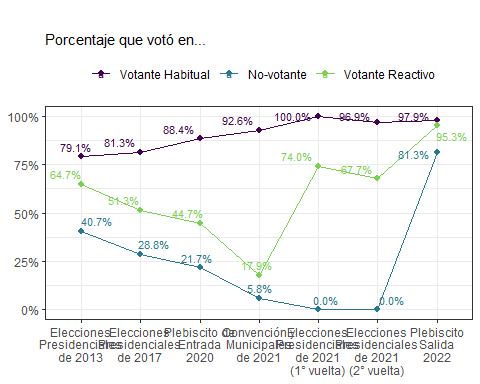 Porcentaje que votó en...
Votante Habitual No-votante Votante Reactivo
100%
75%
50%
25%
0%
79.1% 81.3% 88.4% 92.6% 100.0% 96.9% 97.9%
64.7% 51.3% 44.7% 17.9% 74.0% 67.7% 95.3%
40.7% 28.8% 21.7% 5.8% 0.0% 0.0% 81.3%
Elecciones
Presidenciales
de 2013
Elecciones
Presidenciales
de 2017
Plebiscito de
Entrada
2020
Convención y
Municipales
de 2021
Elecciones
Presidenciales
de 2021
(1° vuelta)
Elecciones
Presidenciales
de 2021
(2° vuelta)
Plebiscito
Salida
2022